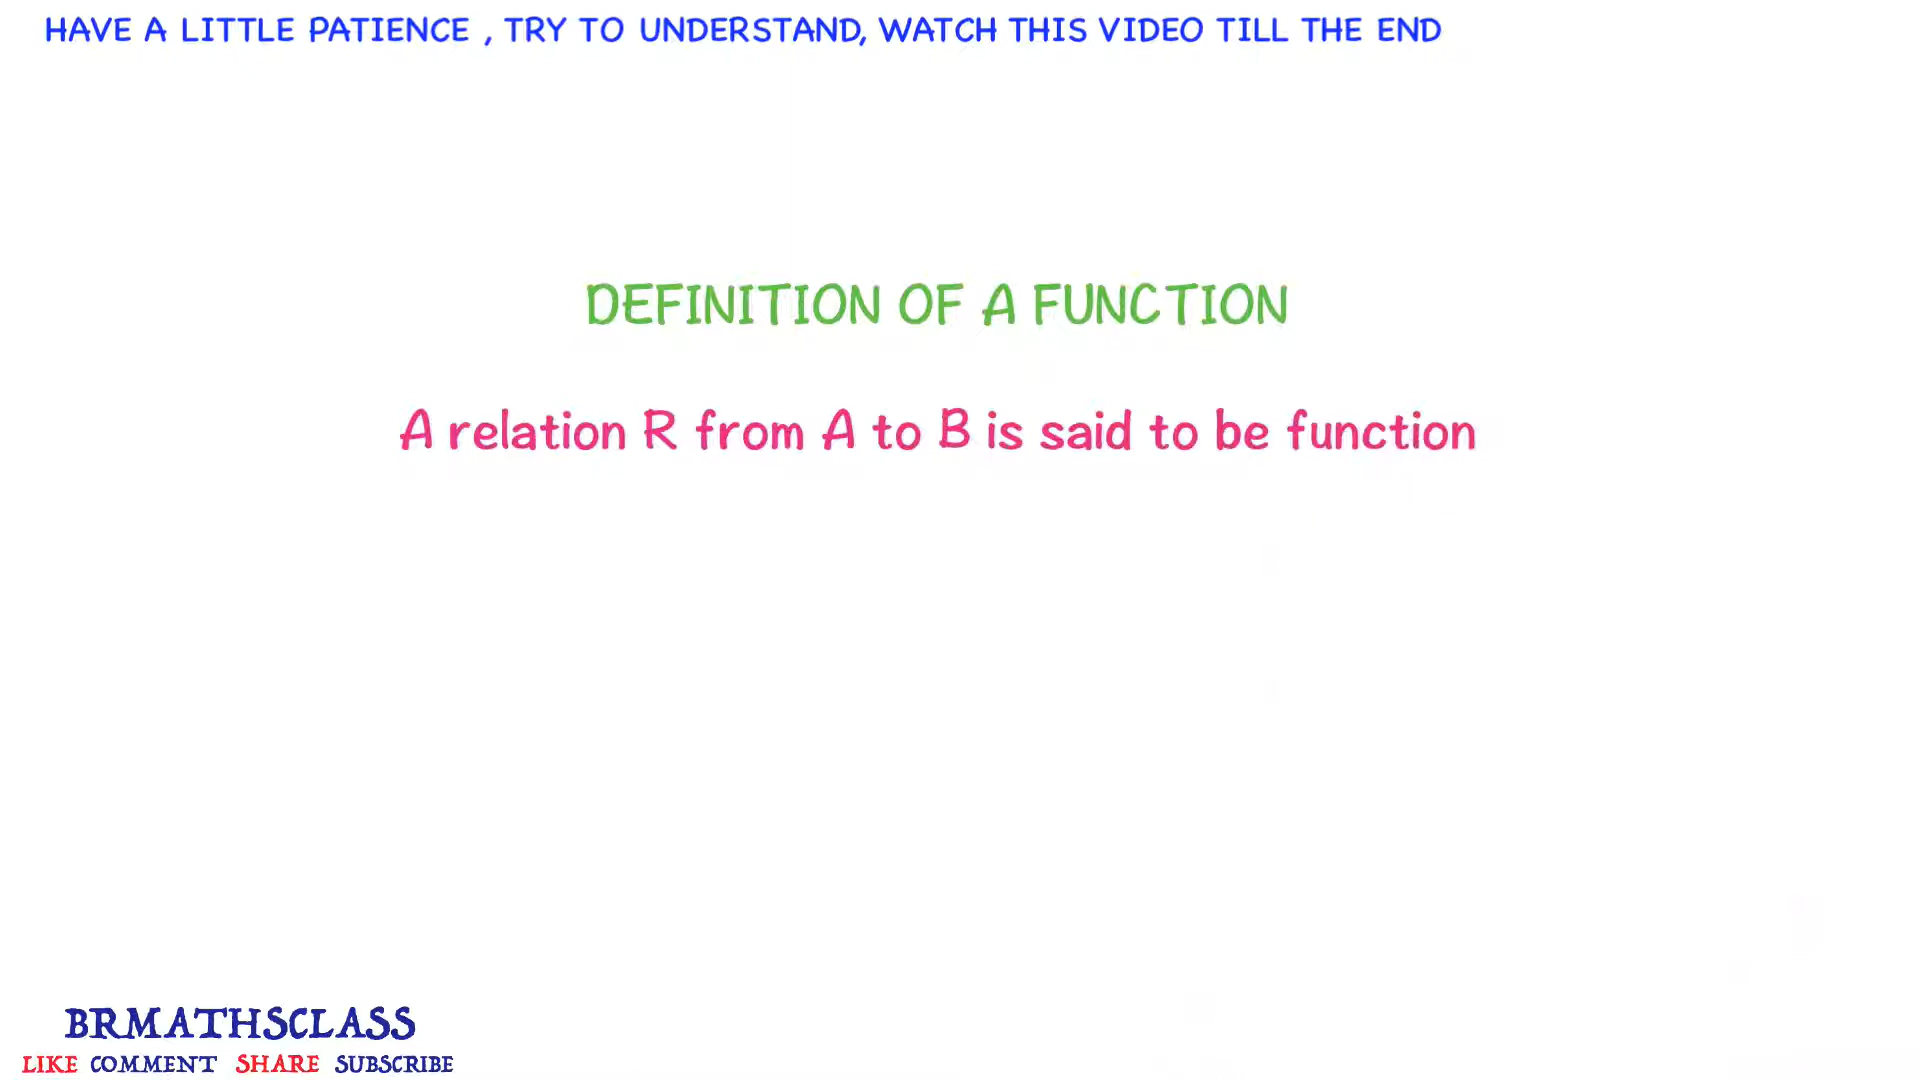 HAVE A LITTLE PATIENCE , TRY TO UNDERSTAND, WATCH THIS VIDEO TILL THE END
DEFINITION OF A FUNCTION
A relation R from A to B is said to be function
BRMATHSCLASS
LIKE COMMENT SHARE SUBSCRIBE